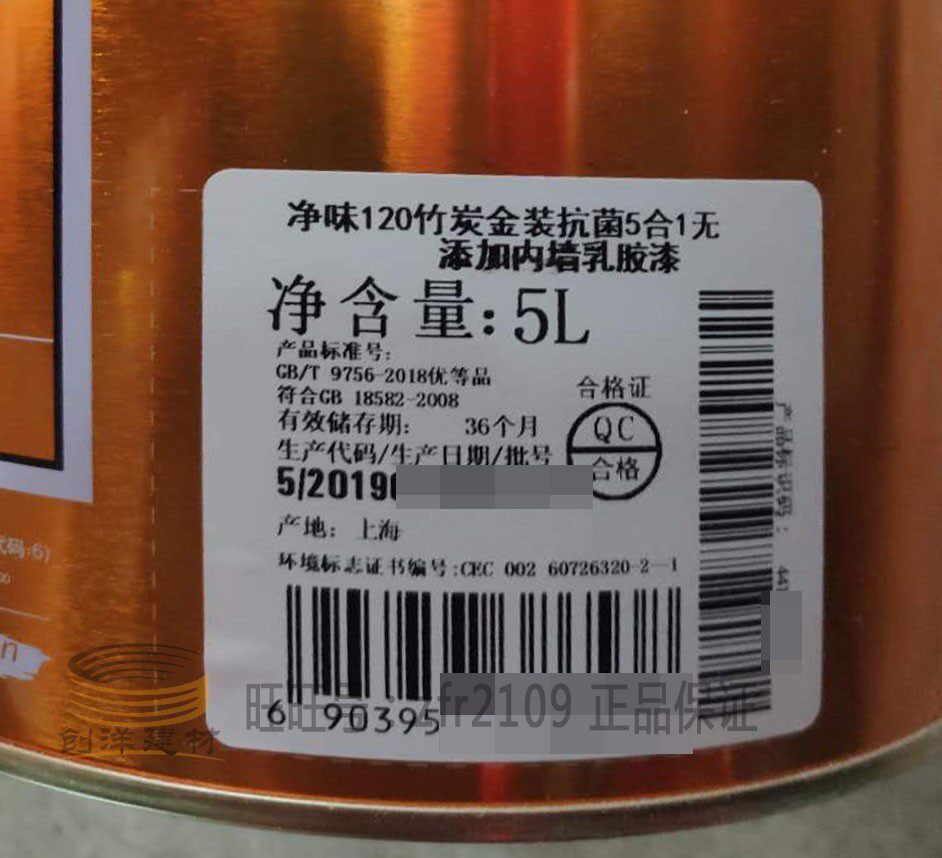 净味120竹炭金装抗菌5合1无
添加内墙乳胶漆
净含量:5L
产品标准号:
GB/T 9756-2018优等品
符合GB 18582-2008
有效储存期: 36个月
生产代码/生产日期/批号
5/2019
产地: 上海
环境标志证书编号:CEC 002 60726320-2-1
合格证
QC
合格
产品标识码:
6 90395
代码:6)
创洋建材
旺旺号
fr2109 正品保证